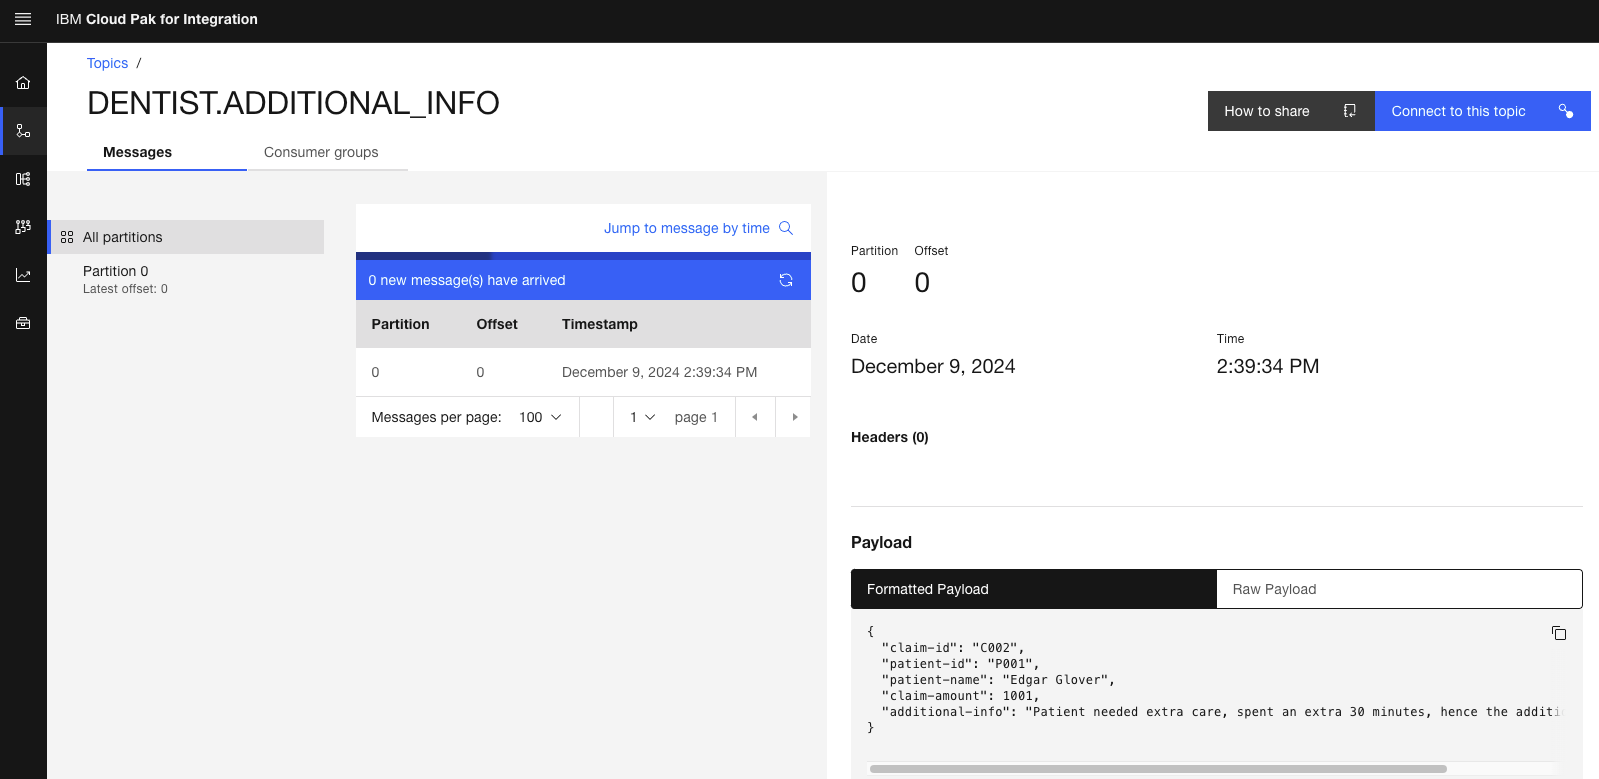 IBM Cloud Pak for Integration
Topics /
DENTIST.ADDITIONAL_INFO
How to share
Connect to this topic
Messages
Consumer groups
All partitions
Partition 0
Latest offset: 0
Jump to message by time
0 new message(s) have arrived
Partition Offset Timestamp
0 0 December 9, 2024 2:39:34 PM
Messages per page: 100 1 page 1
Partition Offset
0 0
Date Time
December 9, 2024 2:39:34 PM
Headers (0)
Payload
Formatted Payload Raw Payload
{
"claim-id": "C002",
"patient-id": "P001",
"patient-name": "Edgar Glover",
"claim-amount": 1001,
"additional-info": "Patient needed extra care, spent an extra 30 minutes, hence the additi
}